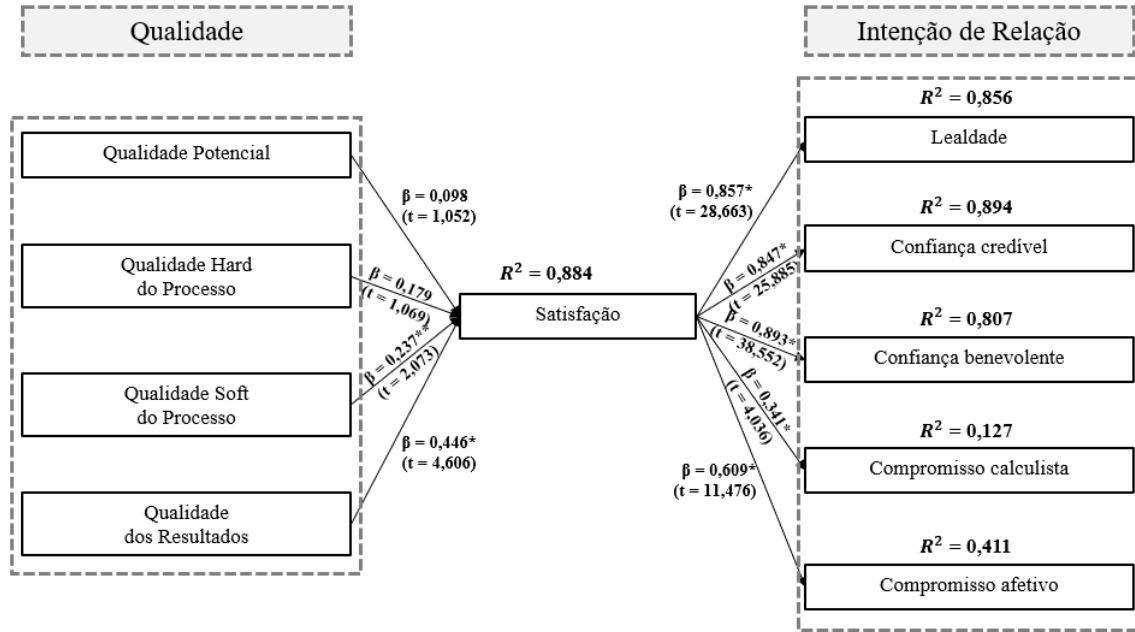 Qualidade
Intenção de Relação
Qualidade Potencial
Qualidade Hard
do Processo
Qualidade Soft
do Processo
Qualidade
dos Resultados
β = 0,098
(t = 1,052)
β = 0,179
(t = 1,069)
β = 0,237**
(t = 2,073)
β = 0,446*
(t = 4,606)
R² = 0,884
Satisfação
β = 0,857*
(t = 28,663)
β = 0,847*
(t = 25,885)
β = 0,893*
(t = 38,552)
β = 0,341*
(t = 4,036)
β = 0,609*
(t = 11,476)
R² = 0,856
Lealdade
R² = 0,894
Confiança credível
R² = 0,807
Confiança benevolente
R² = 0,127
Compromisso calculista
R² = 0,411
Compromisso afetivo